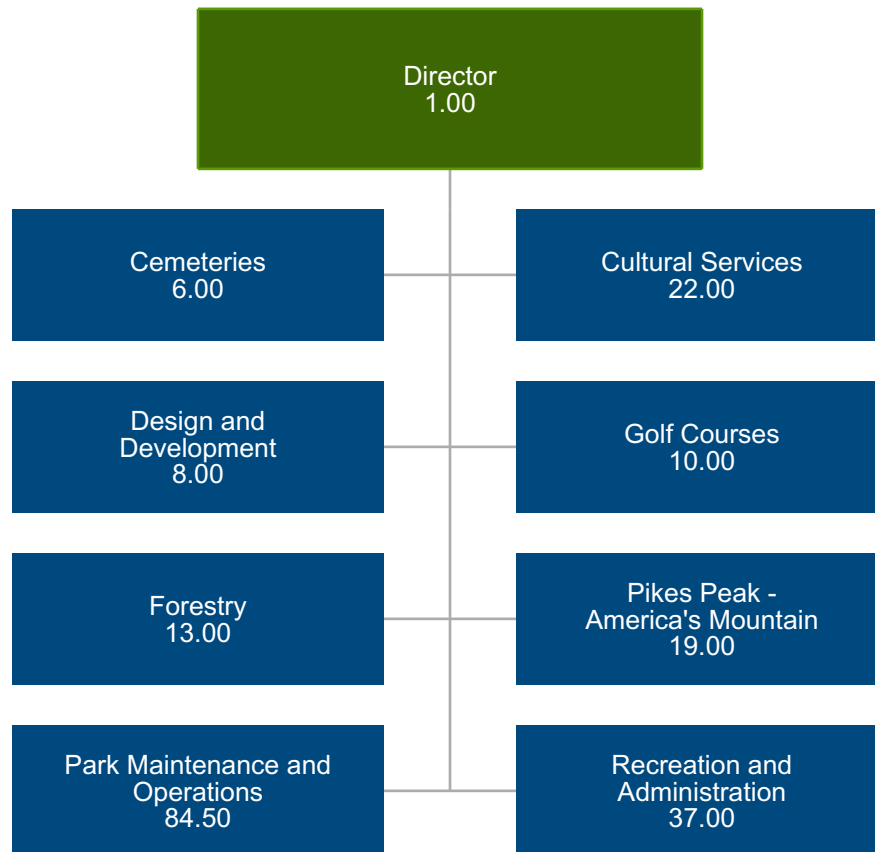 Director
1.00
Cemeteries
6.00
Cultural Services
22.00
Design and
Development
8.00
Golf Courses
10.00
Forestry
13.00
Pikes Peak -
America's Mountain
19.00
Park Maintenance and
Operations
84.50
Recreation and
Administration
37.00